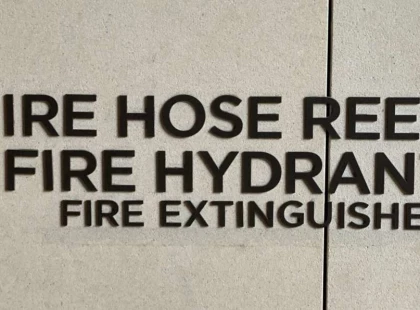 IRE HOSE REE
FIRE HYDRAN
FIRE EXTINGUISHE